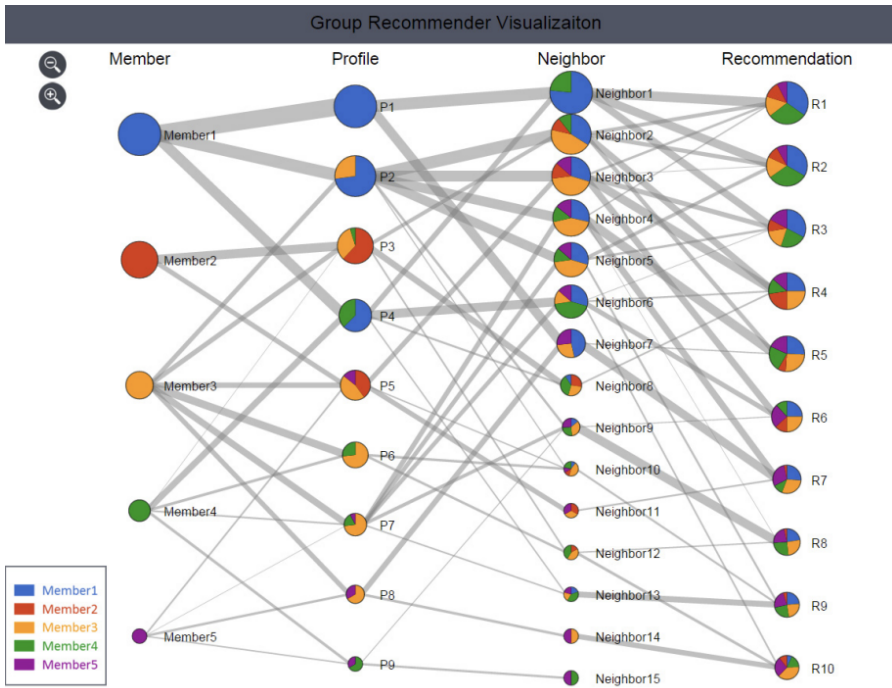 Group Recommender Visualizaiton
Member Profile Neighbor Recommendation
Member1
Member2
Member3
Member4
Member5
P1
P2
P3
P4
P5
P6
P7
P8
P9
Neighbor1
Neighbor2
Neighbor3
Neighbor4
Neighbor5
Neighbor6
Neighbor7
Neighbor8
Neighbor9
Neighbor10
Neighbor11
Neighbor12
Neighbor13
Neighbor14
Neighbor15
R1
R2
R3
R4
R5
R6
R7
R8
R9
R10
Member1
Member2
Member3
Member4
Member5